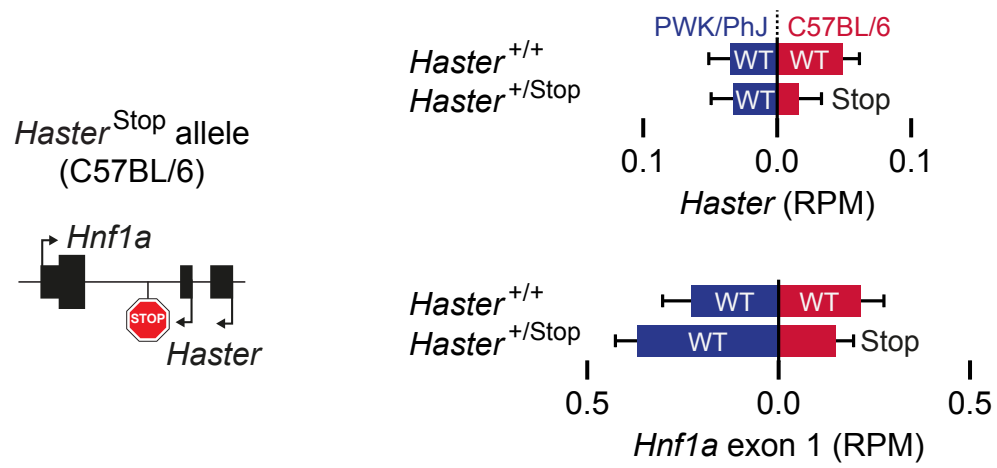 Haster Stop allele
(C57BL/6)
Hnf1a
STOP
Haster
PWK/PhJ C57BL/6
Haster +/+ WT WT
Haster +/Stop WT Stop
0.1 0.0 0.1
Haster (RPM)
Haster +/+ WT WT
Haster +/Stop WT Stop
0.5 0.0 0.5
Hnf1a exon 1 (RPM)